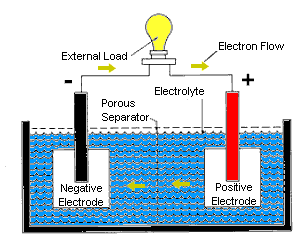 External Load
Electron Flow
-
+
Porous
Separator
Electrolyte
Negative
Electrode
Positive
Electrode